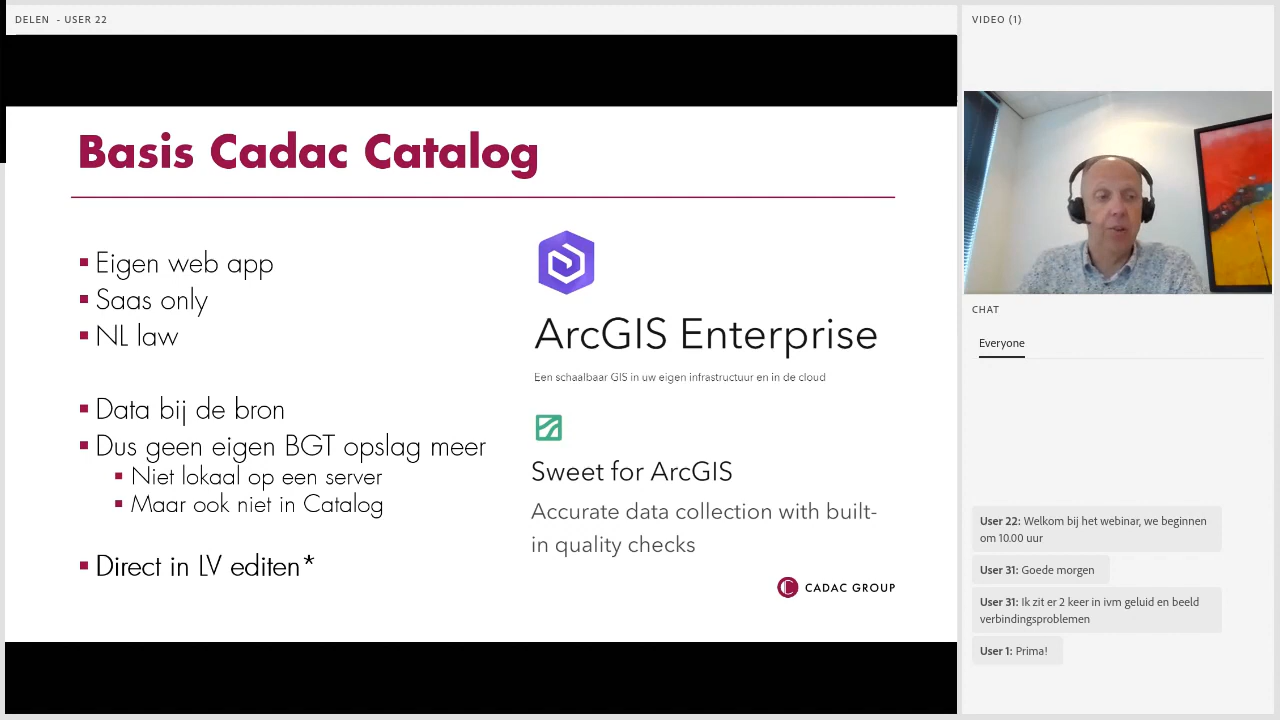 DELEN - USER 22
Basis Cadac Catalog
Eigen web app
Saas only
NL law
Data bij de bron
Dus geen eigen BGT opslag meer
Niet lokaal op een server
Maar ook niet in Catalog
Direct in LV editen*
ArcGIS Enterprise
Een schaalbaar GIS in uw eigen infrastructuur en in de cloud
Sweet for ArcGIS
Accurate data collection with built-
in quality checks
CADAC GROUP
VIDEO (1)
CHAT
Everyone
User 22: Welkom bij het webinar, we beginnen
om 10.00 uur
User 31: Goede morgen
User 31: Ik zit er 2 keer in ivm geluid en beeld
verbindingsproblemen
User 1: Prima!